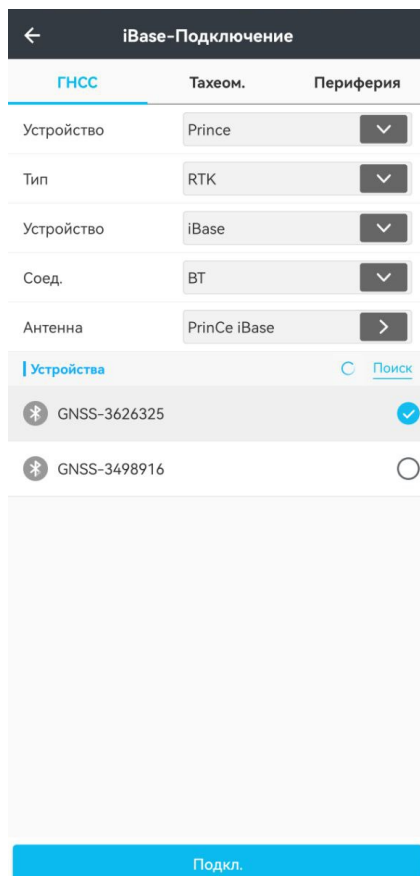 iBase-Подключение
ГНСС Тахеом. Периферия
Устройство Prince
Тип RTK
Устройство iBase
Соед. BT
Антенна PrinCe iBase
Устройства Поиск
GNSS-3626325
GNSS-3498916
Подкл.